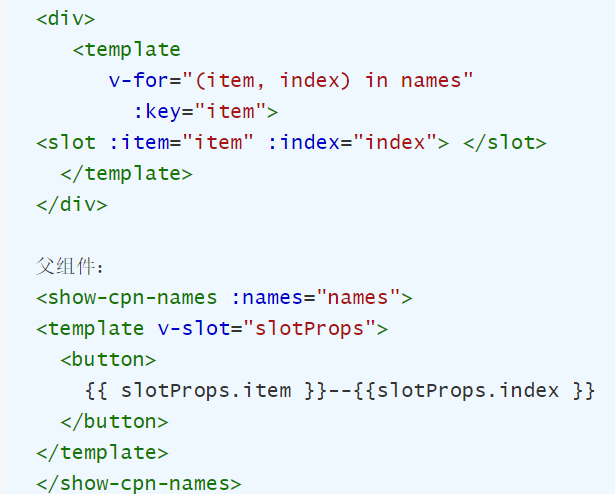 <div>
<template
v-for="(item, index) in names"
:key="item">
<slot :item="item" :index="index"> </slot>
</template>
</div>
父组件：
<show-cpn-names :names="names">
<template v-slot="slotProps">
<button>
{{ slotProps.item }}--{{slotProps.index }}
</button>
</template>
</show-cpn-names>